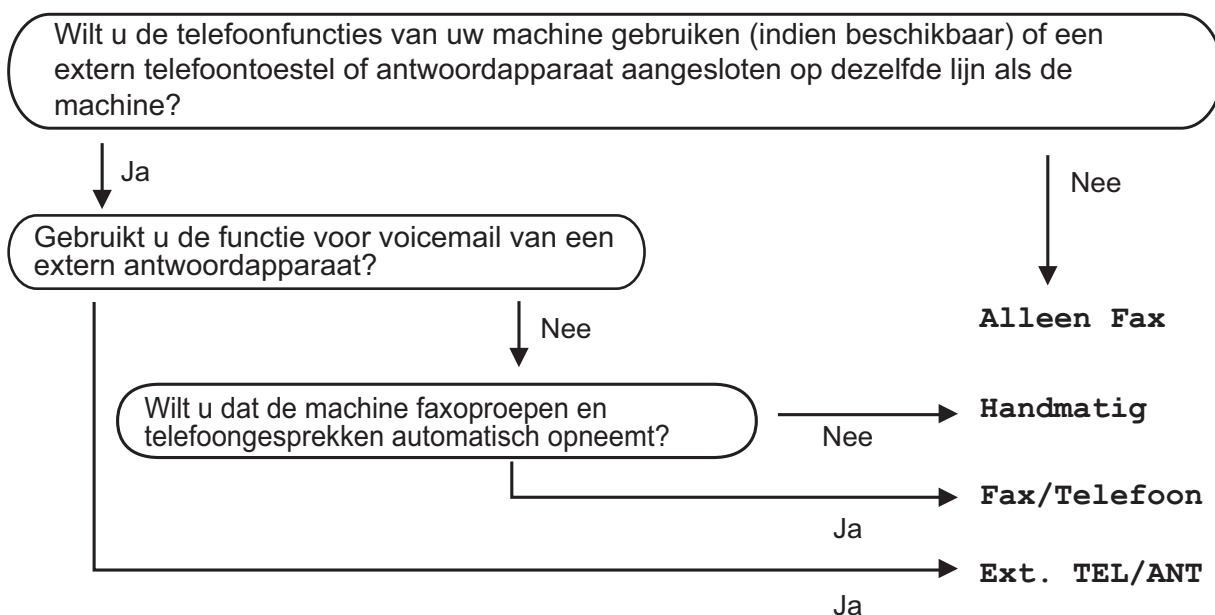 Wilt u de telefoonfuncties van uw machine gebruiken (indien beschikbaar) of een
extern telefoontoestel of antwoordapparaat aangesloten op dezelfde lijn als de
machine?
Ja
Nee
Gebruikt u de functie voor voicemail van een
extern antwoordapparaat?
Nee
Alleen Fax
Wilt u dat de machine faxoproepen en
telefoongesprekken automatisch opneemt?
Nee
Handmatig
Ja
Fax/Telefoon
Ja
Ext. TEL/ANT